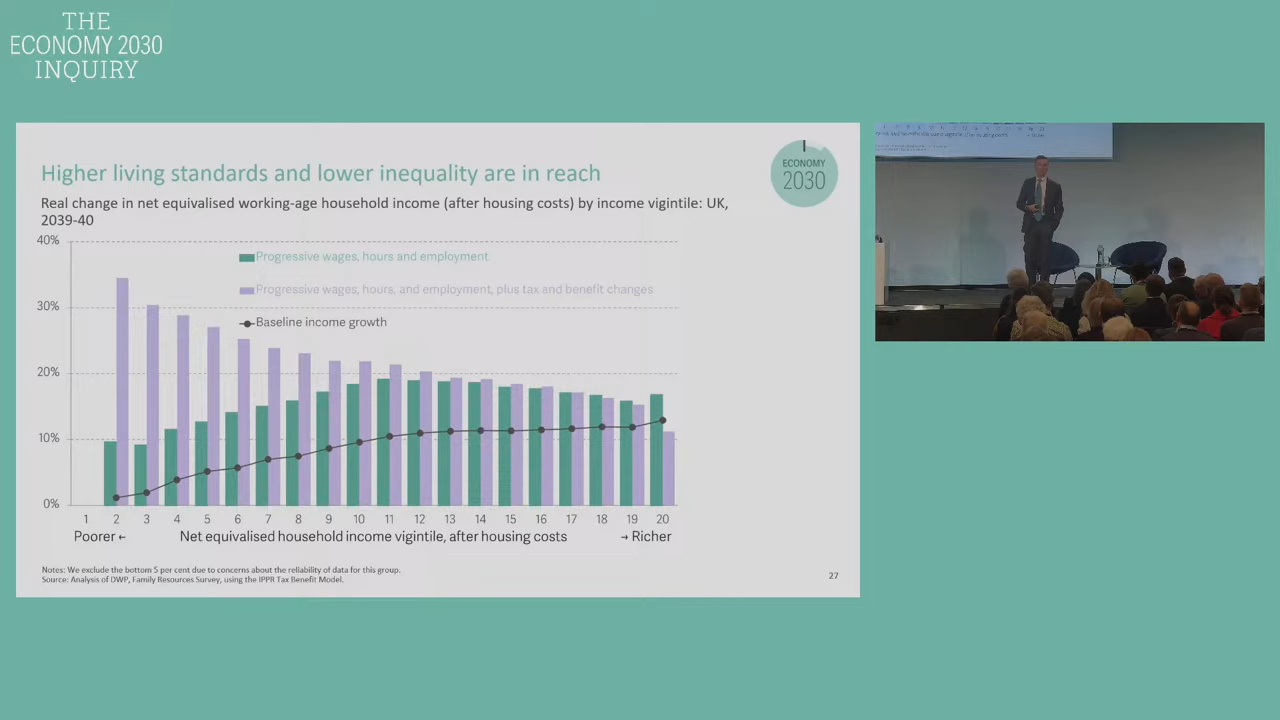 THE
ECONOMY 2030
INQUIRY
Higher living standards and lower inequality are in reach
ECONOMY
2030
Real change in net equivalised working-age household income (after housing costs) by income vigintile: UK,
2039-40
40%
30%
20%
10%
0%
Progressive wages, hours and employment
Progressive wages, hours, and employment, plus tax and benefit changes
Baseline income growth
1 2 3 4 5 6 7 8 9 10 11 12 13 14 15 16 17 18 19 20
Poorer ← Net equivalised household income vigintile, after housing costs → Richer
Notes: We exclude the bottom 5 per cent due to concerns about the reliability of data for this group.
Source: Analysis of DWP, Family Resources Survey, using the IPPR Tax Benefit Model.
27